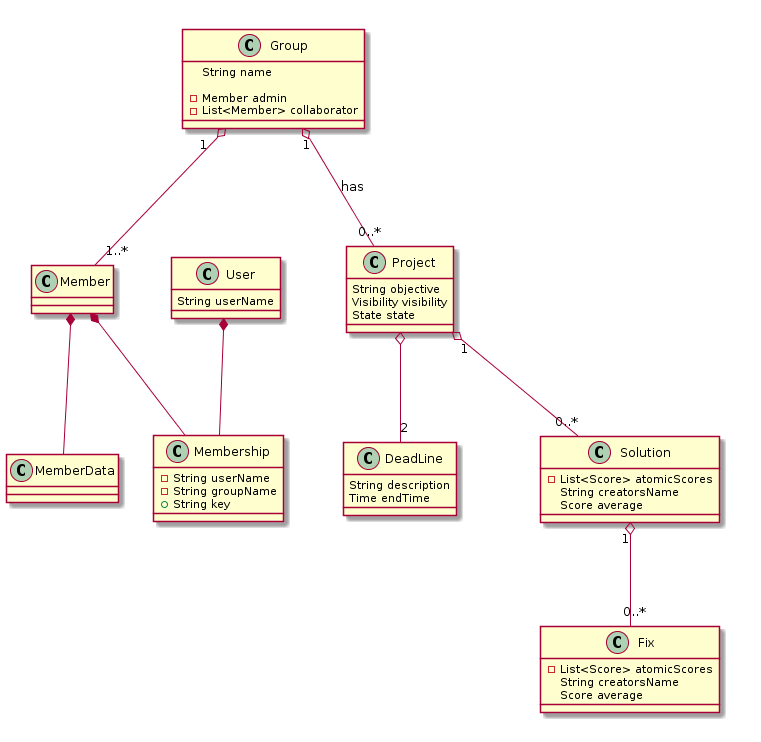 C Group
String name
Member admin
List<Member> collaborator
1
1
has
1..*
0..*
C Member
C User
String userName
C Project
String objective
Visibility visibility
State state
1
2
0..*
C MemberData
C Membership
String userName
String groupName
String key
C DeadLine
String description
Time endTime
C Solution
List<Score> atomicScores
String creatorsName
Score average
1
0..*
C Fix
List<Score> atomicScores
String creatorsName
Score average